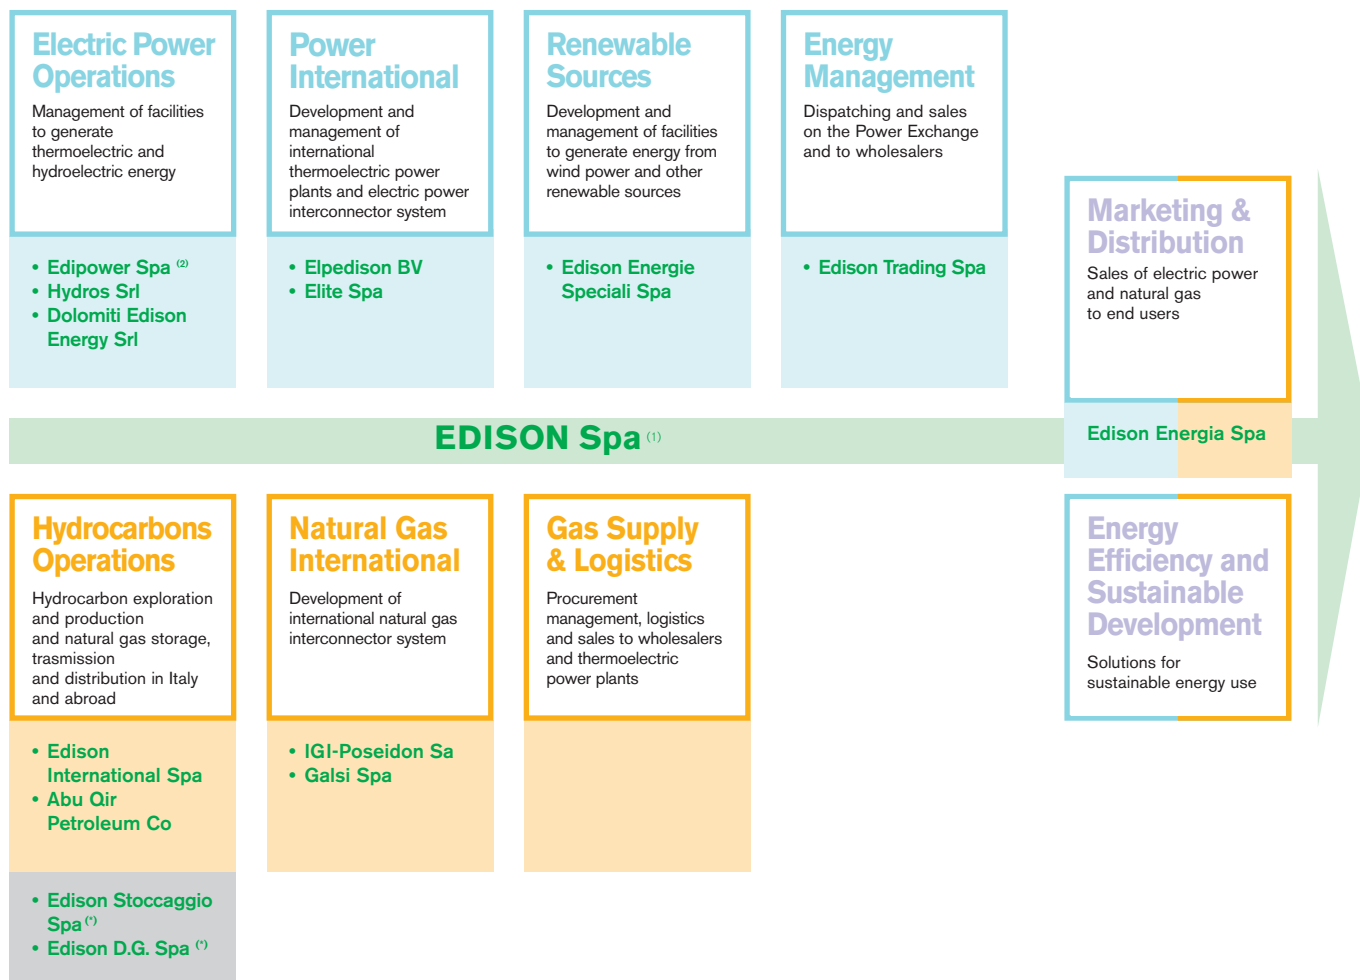 Electric Power
Operations
Management of facilities
to generate
thermoelectric and
hydroelectric energy
• Edipower Spa (2)
• Hydros Srl
• Dolomiti Edison
Energy Srl
Power
International
Development and
management of
international
thermoelectric power
plants and electric power
interconnector system
• Elpedison BV
• Elite Spa
Renewable
Sources
Development and
management of facilities
to generate energy from
wind power and other
renewable sources
• Edison Energie
Speciali Spa
Energy
Management
Dispatching and sales
on the Power Exchange
and to wholesalers
• Edison Trading Spa
Marketing &
Distribution
Sales of electric power
and natural gas
to end users
Edison Energia Spa
EDISON Spa (1)
Hydrocarbons
Operations
Hydrocarbon exploration
and production
and natural gas storage,
trasmission
and distribution in Italy
and abroad
• Edison
International Spa
• Abu Qir
Petroleum Co
• Edison Stoccaggio
Spa (*)
• Edison D.G. Spa (*)
Natural Gas
International
Development of
international natural gas
interconnector system
• IGI-Poseidon Sa
• Galsi Spa
Gas Supply
& Logistics
Procurement
management, logistics
and sales to wholesalers
and thermoelectric
power plants
Energy
Efficiency and
Sustainable
Development
Solutions for
sustainable energy use